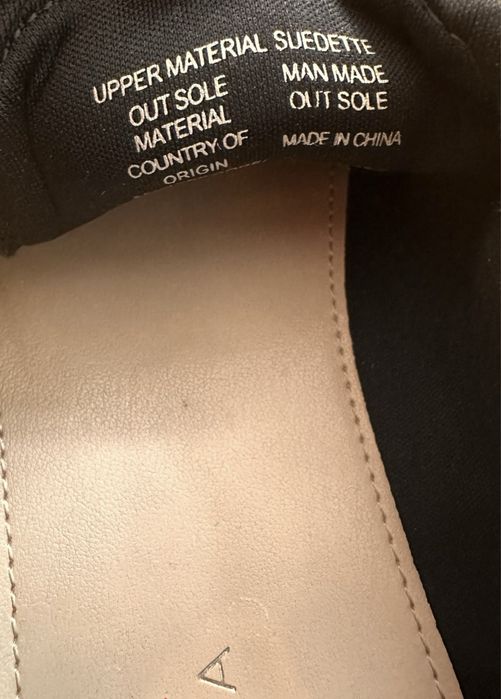 UPPER MATERIAL SUEDETTE
OUT SOLE MAN MADE
MATERIAL OUT SOLE
COUNTRY OF MADE IN CHINA
ORIGIN
A